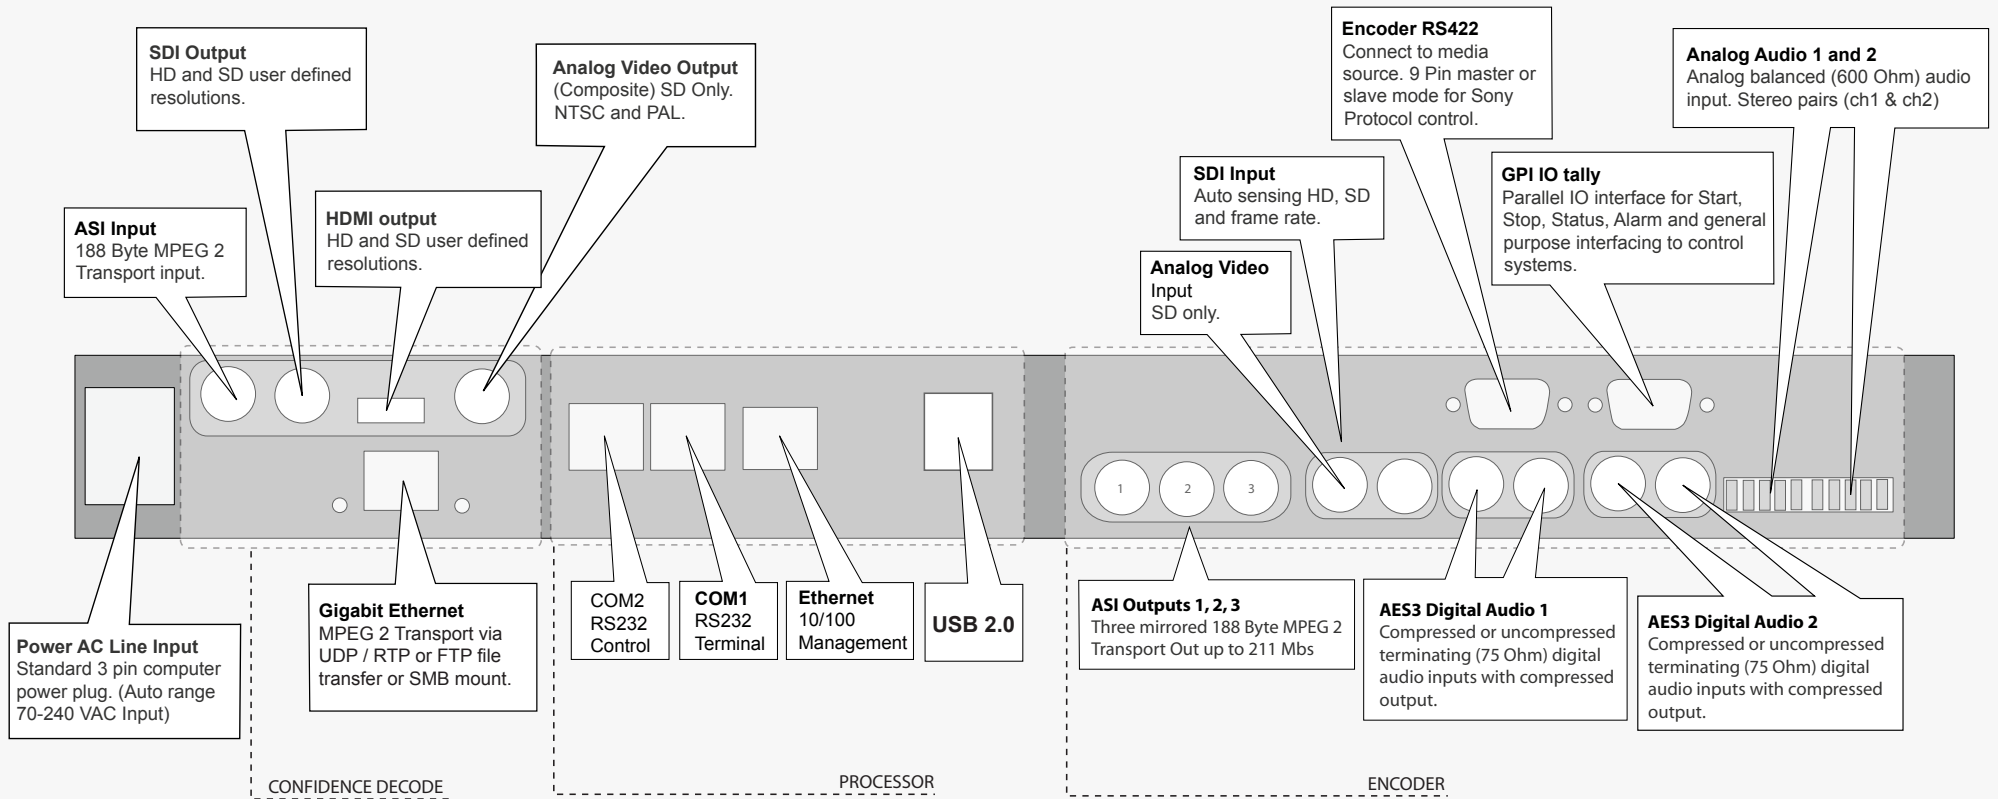 SDI Output
HD and SD user defined
resolutions.
Analog Video Output
(Composite) SD Only.
NTSC and PAL.
Encoder RS422
Connect to media
source. 9 Pin master or
slave mode for Sony
Protocol control.
Analog Audio 1 and 2
Analog balanced (600 Ohm) audio
input. Stereo pairs (ch1 & ch2)
ASI Input
188 Byte MPEG 2
Transport input.
HDMI output
HD and SD user defined
resolutions.
SDI Input
Auto sensing HD, SD
and frame rate.
GPI IO tally
Parallel IO interface for Start,
Stop, Status, Alarm and general
purpose interfacing to control
systems.
Analog Video
Input
SD only.
1
2
3
Power AC Line Input
Standard 3 pin computer
power plug. (Auto range
70-240 VAC Input)
Gigabit Ethernet
MPEG 2 Transport via
UDP / RTP or FTP file
transfer or SMB mount.
COM2
RS232
Control
COM1
RS232
Terminal
Ethernet
10/100
Management
USB 2.0
ASI Outputs 1, 2, 3
Three mirrored 188 Byte MPEG 2
Transport Out up to 211 Mbs
AES3 Digital Audio 1
Compressed or uncompressed
terminating (75 Ohm) digital
audio inputs with compressed
output.
AES3 Digital Audio 2
Compressed or uncompressed
terminating (75 Ohm) digital
audio inputs with compressed
output.
CONFIDENCE DECODE
PROCESSOR
ENCODER